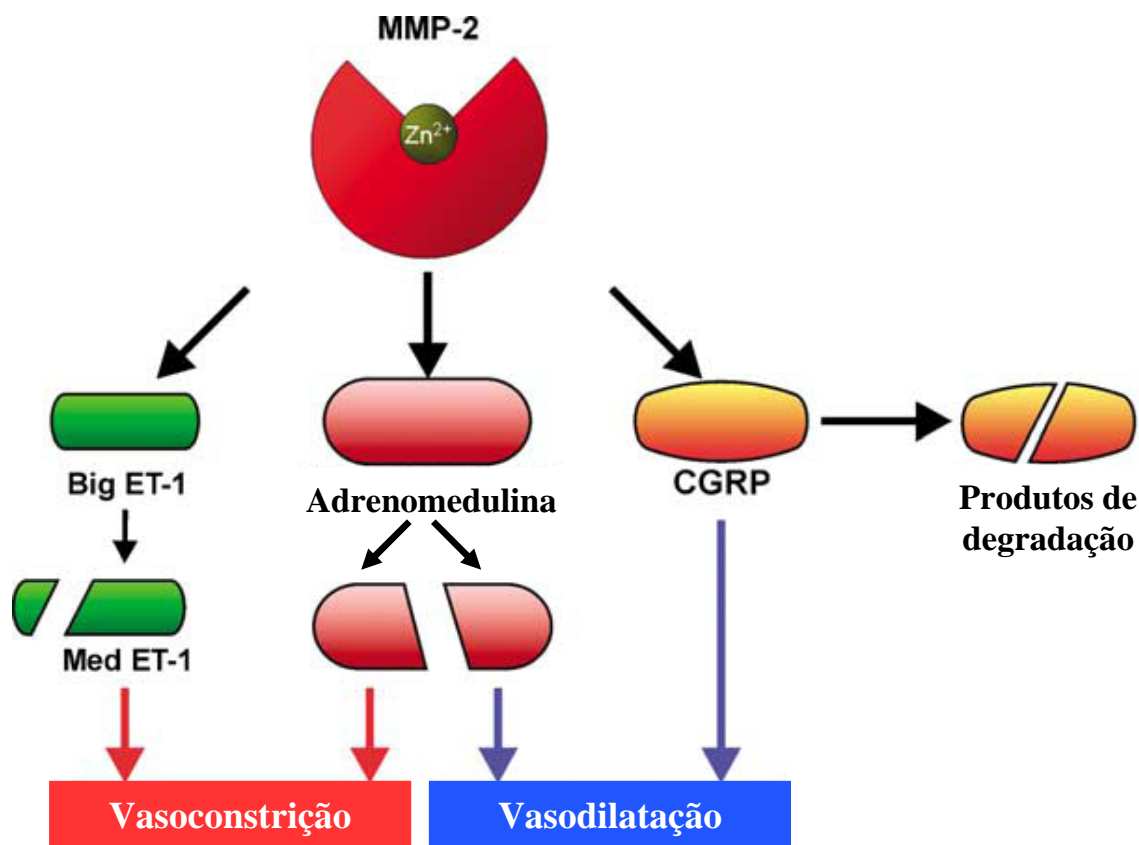 MMP-2
Zn²⁺
Big ET-1
Adrenomedulina
CGRP
Produtos de
degradação
Med ET-1
Vasoconstrição
Vasodilatação